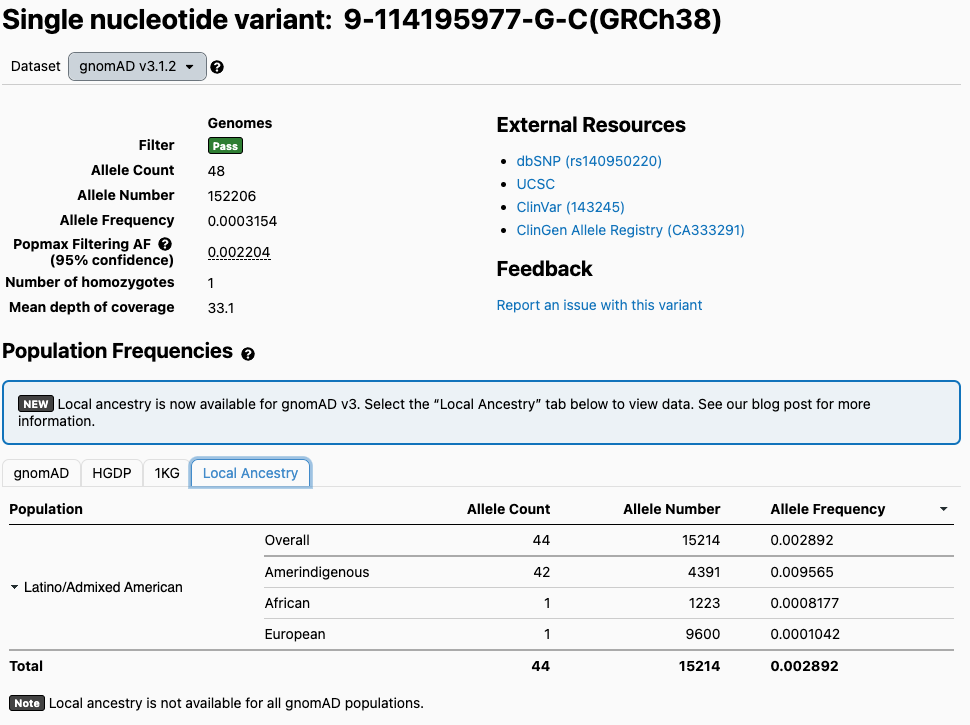 Single nucleotide variant: 9-114195977-G-C(GRCh38)
Dataset gnomAD v3.1.2
Genomes
Filter Pass
Allele Count 48
Allele Number 152206
Allele Frequency 0.0003154
Popmax Filtering AF
(95% confidence) 0.002204
Number of homozygotes 1
Mean depth of coverage 33.1
External Resources
dbSNP (rs140950220)
UCSC
ClinVar (143245)
ClinGen Allele Registry (CA333291)
Feedback
Report an issue with this variant
Population Frequencies
NEW Local ancestry is now available for gnomAD v3. Select the “Local Ancestry” tab below to view data. See our blog post for more
information.
gnomAD HGDP 1KG Local Ancestry
Population Allele Count Allele Number Allele Frequency
Overall 44 15214 0.002892
Amerindigenous 42 4391 0.009565
Latino/Admixed American
African 1 1223 0.0008177
European 1 9600 0.0001042
Total 44 15214 0.002892
Note Local ancestry is not available for all gnomAD populations.